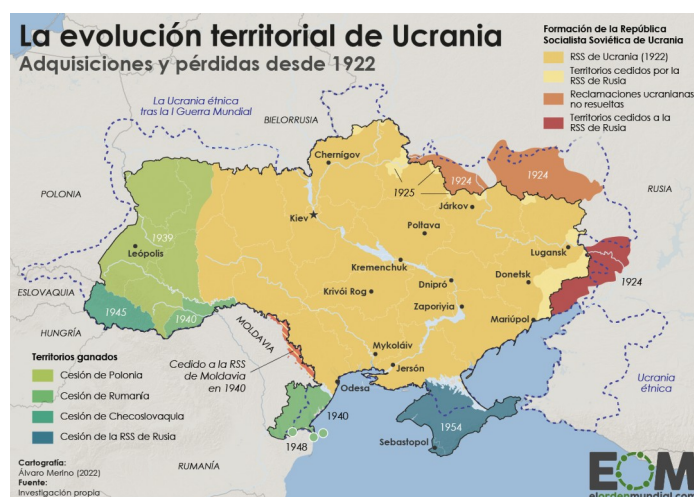 La evolución territorial de Ucrania
Adquisiciones y pérdidas desde 1922
Formación de la República
Socialista Soviética de Ucrania
RSS de Ucrania (1922)
Territorios cedidos por la
RSS de Rusia
Reclamaciones ucranianas
no resueltas
Territorios cedidos a la
RSS de Rusia
La Ucrania étnica
tras la I Guerra Mundial
BIELORRUSIA
POLONIA
RUSIA
Chernígov
1924
1924
1925
Járkov
Kiev
Poltava
1939
Leópolis
Lugansk
Kremenchuk
Donetsk
Dnipró
1924
ESLOVAQUIA
Krivói Rog
Zaporiyia
1945
1940
Mariúpol
HUNGRÍA
MOLDAVIA
Mykoláiv
Jersón
Cedido a la RSS
de Moldavia
en 1940
Odesa
Ucrania
étnica
Territorios ganados
Cesión de Polonia
Cesión de Rumanía
Cesión de Checoslovaquia
Cesión de la RSS de Rusia
1940
1954
1948
Sebastopol
RUMANÍA
Cartografía:
Álvaro Merino (2022)
Fuente:
Investigación propia
EOM
elordenmundial.com